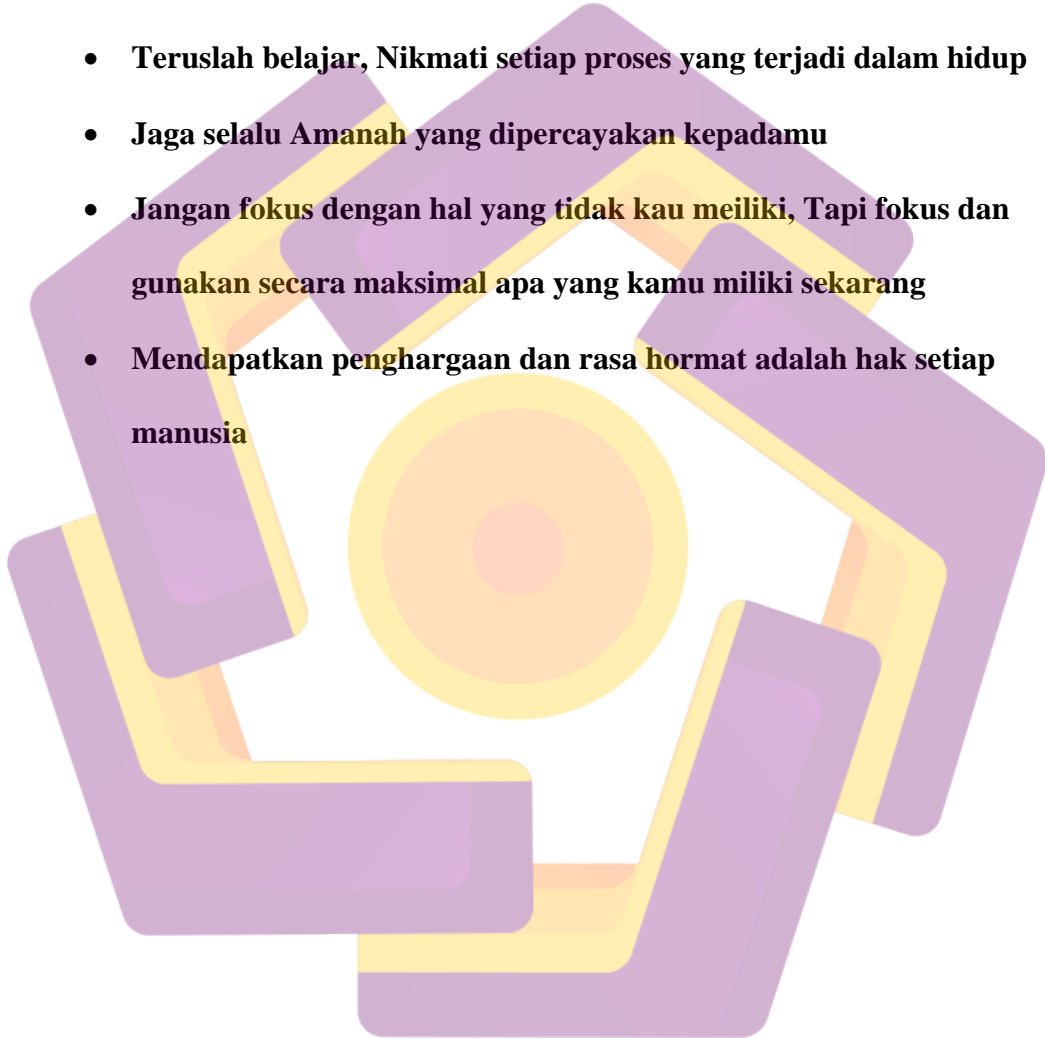 • Teruslah belajar, Nikmati setiap proses yang terjadi dalam hidup
• Jaga selalu Amanah yang dipercayakan kepadamu
• Jangan fokus dengan hal yang tidak kau meiliki, Tapi fokus dan
gunakan secara maksimal apa yang kamu miliki sekarang
• Mendapatkan penghargaan dan rasa hormat adalah hak setiap
manusia